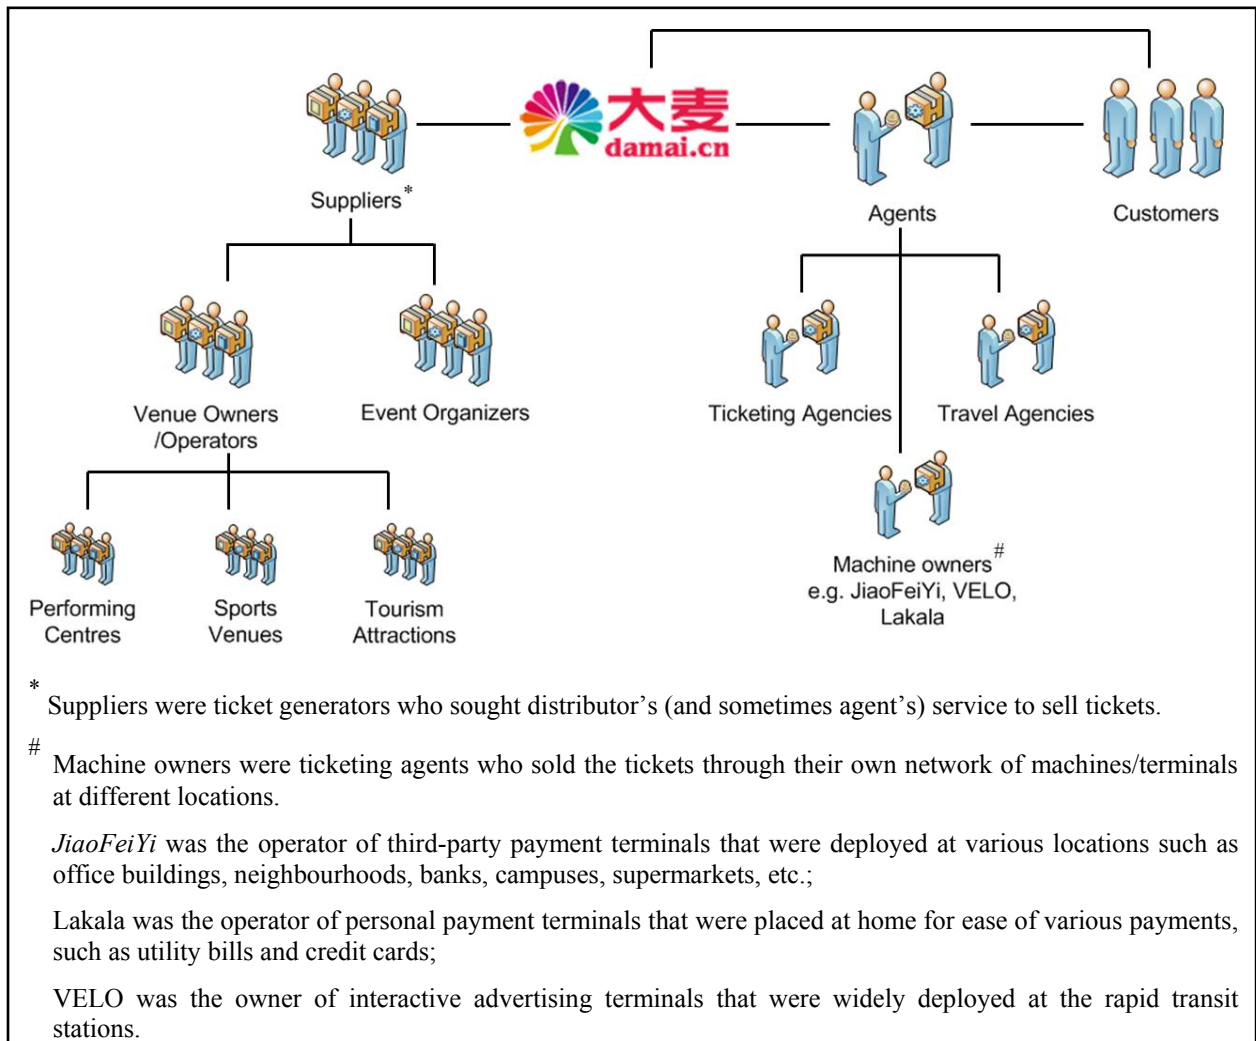 大麦
damai.cn
Suppliers*
Agents
Customers
Venue Owners
/Operators
Event Organizers
Ticketing Agencies
Travel Agencies
Performing
Centres
Sports
Venues
Tourism
Attractions
Machine owners#
e.g. JiaoFeiYi, VELO,
Lakala
* Suppliers were ticket generators who sought distributor's (and sometimes agent's) service to sell tickets.
# Machine owners were ticketing agents who sold the tickets through their own network of machines/terminals
at different locations.
JiaoFeiYi was the operator of third-party payment terminals that were deployed at various locations such as
office buildings, neighbourhoods, banks, campuses, supermarkets, etc.;
Lakala was the operator of personal payment terminals that were placed at home for ease of various payments,
such as utility bills and credit cards;
VELO was the owner of interactive advertising terminals that were widely deployed at the rapid transit
stations.